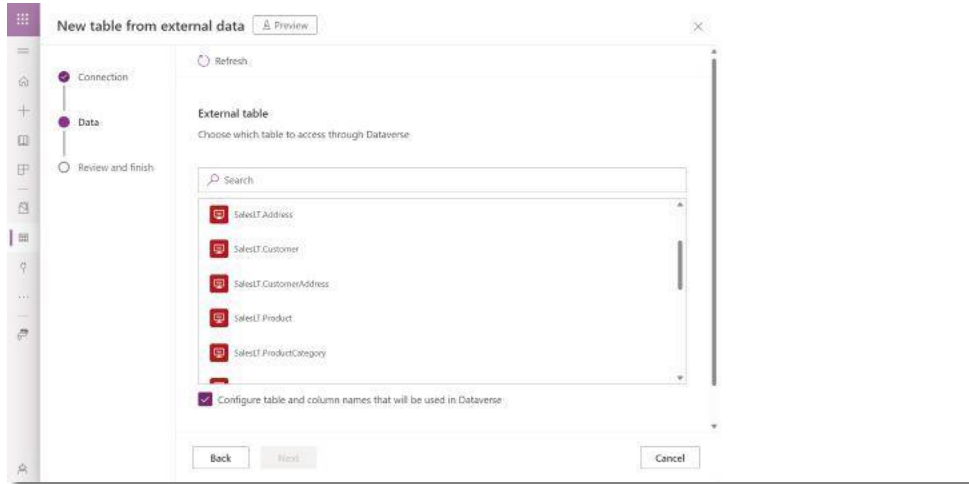 New table from external data
Preview
Connection
Data
Review and finish
Refresh
External table
Choose which table to access through Dataverse
Search
SalesLT.Address
SalesLT.Customer
SalesLT.CustomerAddress
SalesLT.Product
SalesLT.ProductCategory
Configure table and column names that will be used in Dataverse
Back
Next
Cancel